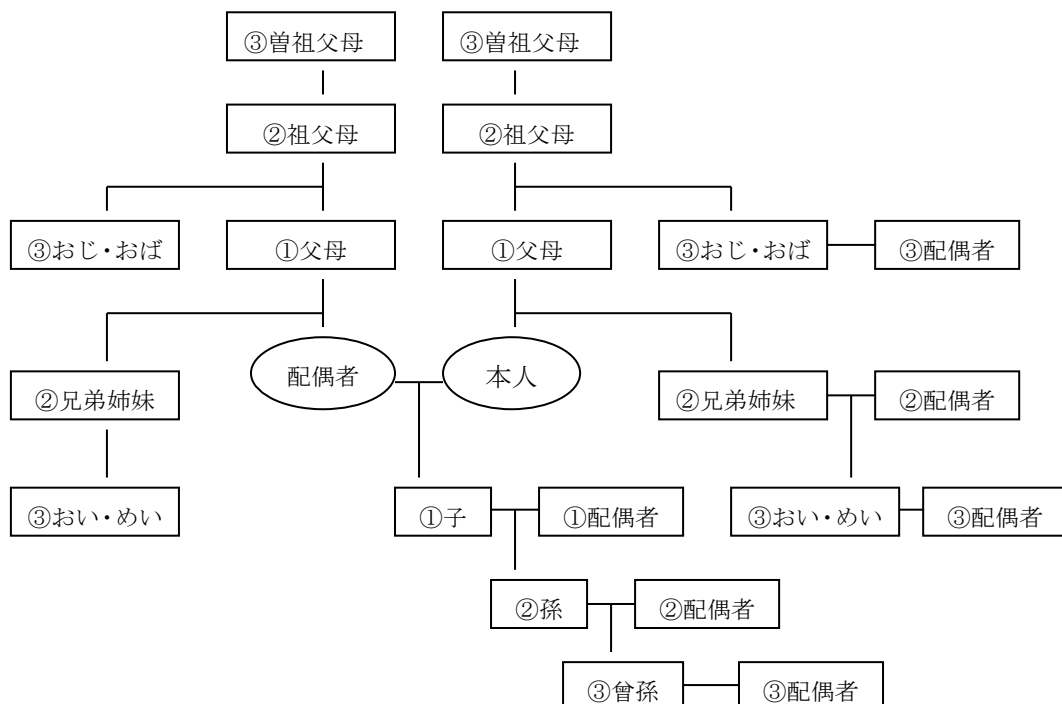 ③曽祖父母 ③曽祖父母
②祖父母 ②祖父母
③おじ・おば ①父母 ①父母 ③おじ・おば ③配偶者
配偶者 本人
②兄弟姉妹 ②兄弟姉妹 ②配偶者
③おい・めい ①子 ①配偶者 ③おい・めい ③配偶者
②孫 ②配偶者
③曾孫 ③配偶者